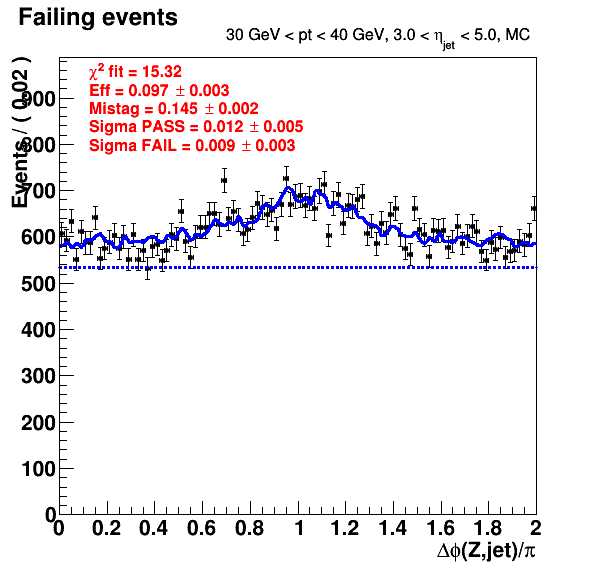 Failing events
30 GeV < pt < 40 GeV, 3.0 < η_jet < 5.0, MC
χ² fit = 15.32
Eff = 0.097 ± 0.003
Mistag = 0.145 ± 0.002
Sigma PASS = 0.012 ± 0.005
Sigma FAIL = 0.009 ± 0.003
Events / ( 0.02 )
900
800
700
600
500
400
300
200
100
0
0 0.2 0.4 0.6 0.8 1 1.2 1.4 1.6 1.8 2
Δϕ(Z,jet)/π